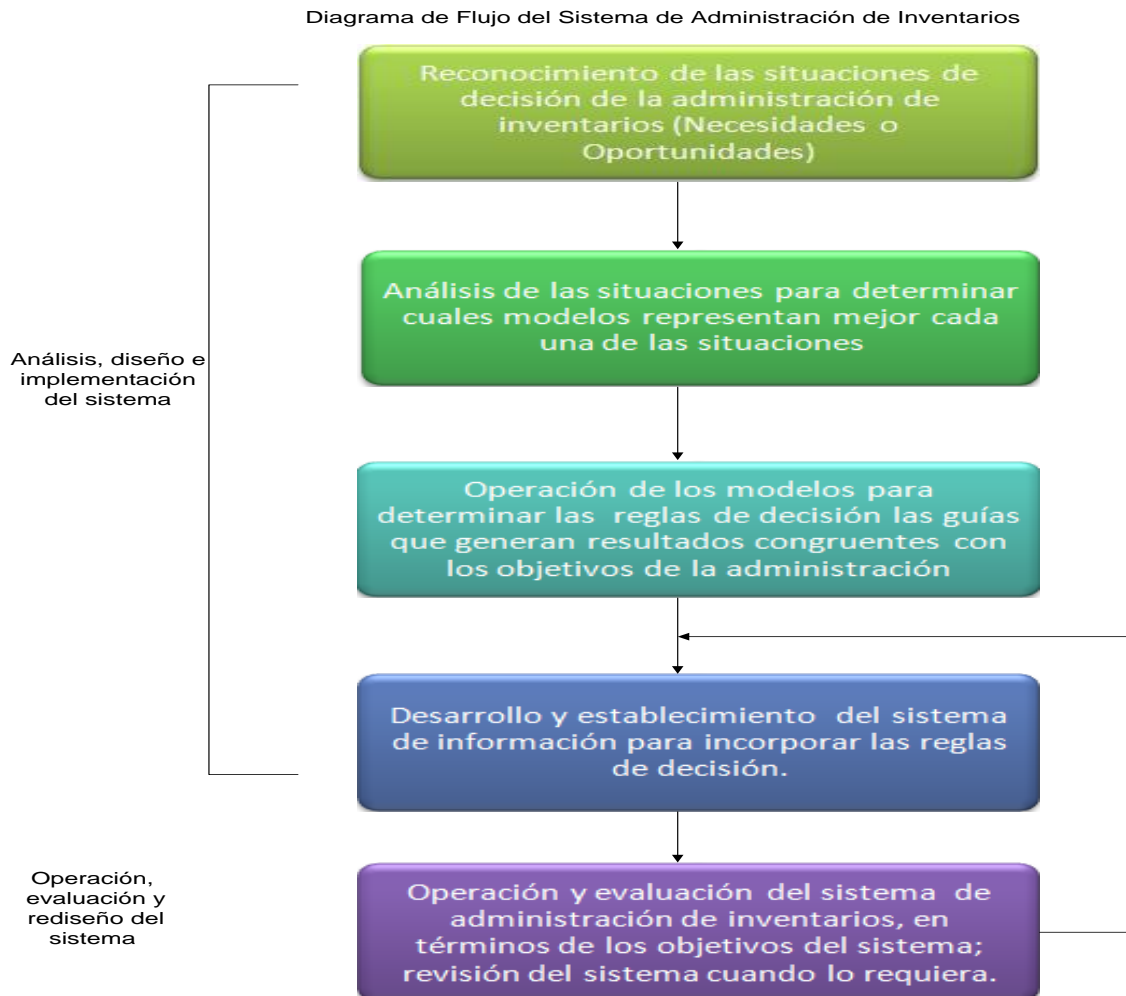 Diagrama de Flujo del Sistema de Administración de Inventarios
Reconocimiento de las situaciones de
decisión de la administración de
inventarios (Necesidades o
Oportunidades)
Análisis de las situaciones para determinar
cuales modelos representan mejor cada
una de las situaciones
Análisis, diseño e
implementación
del sistema
Operación de los modelos para
determinar las reglas de decisión las guías
que generan resultados congruentes con
los objetivos de la administración
Desarrollo y establecimiento del sistema
de información para incorporar las reglas
de decisión.
Operación,
evaluación y
rediseño del
sistema
Operación y evaluación del sistema de
administración de inventarios, en
términos de los objetivos del sistema;
revisión del sistema cuando lo requiera.